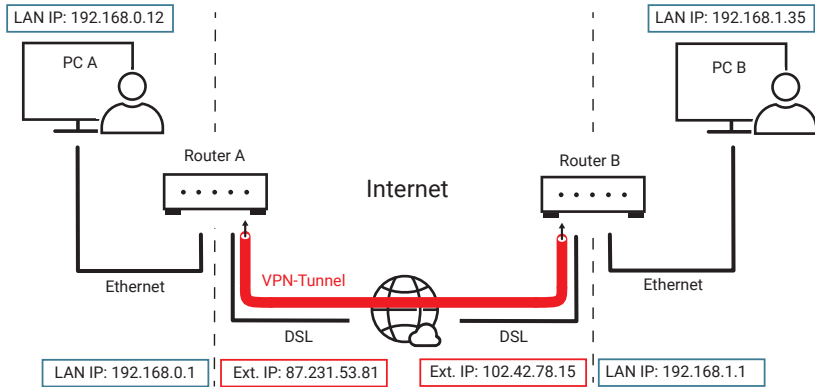 LAN IP: 192.168.0.12
LAN IP: 192.168.1.35
PC A
PC B
Router A
Router B
Internet
VPN-Tunnel
Ethernet
Ethernet
DSL
DSL
LAN IP: 192.168.0.1
Ext. IP: 87.231.53.81
Ext. IP: 102.42.78.15
LAN IP: 192.168.1.1